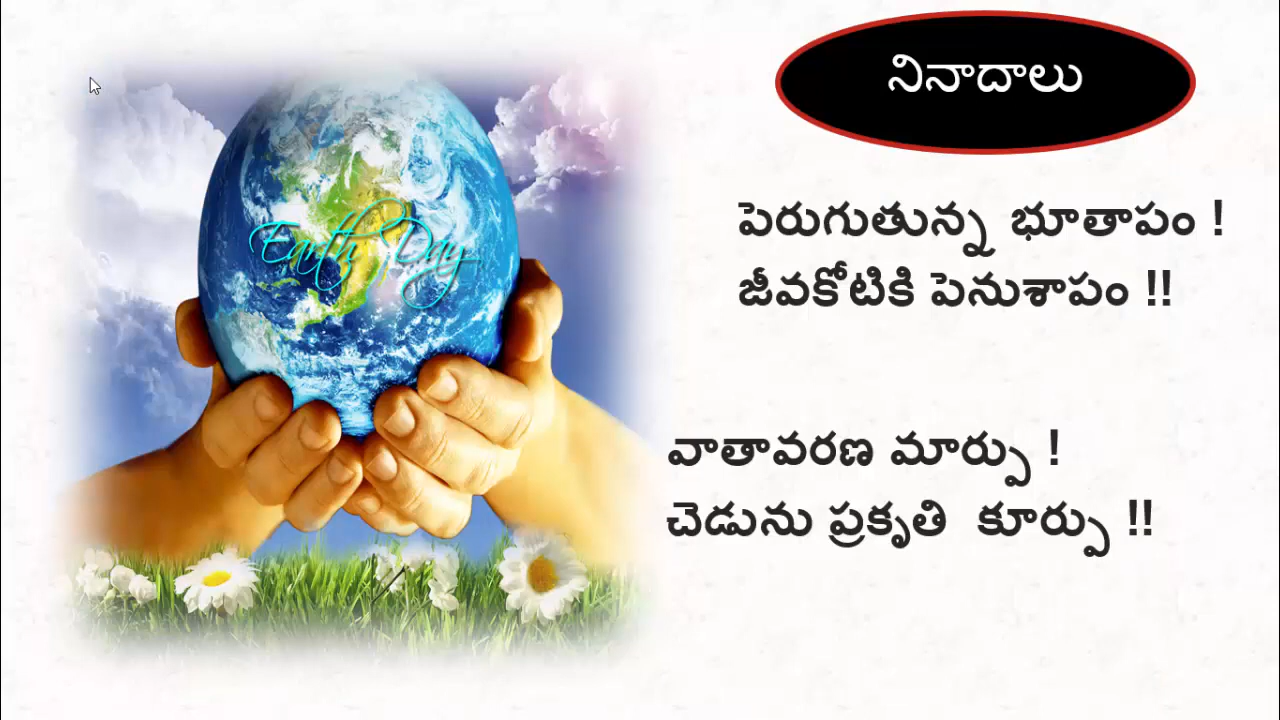 నినాదాలు
Earth Day
పెరుగుతున్న భూతాపం !
జీవకోటికి పెనుశాపం !!
వాతావరణ మార్పు !
చెడును ప్రకృతి కూర్పు !!